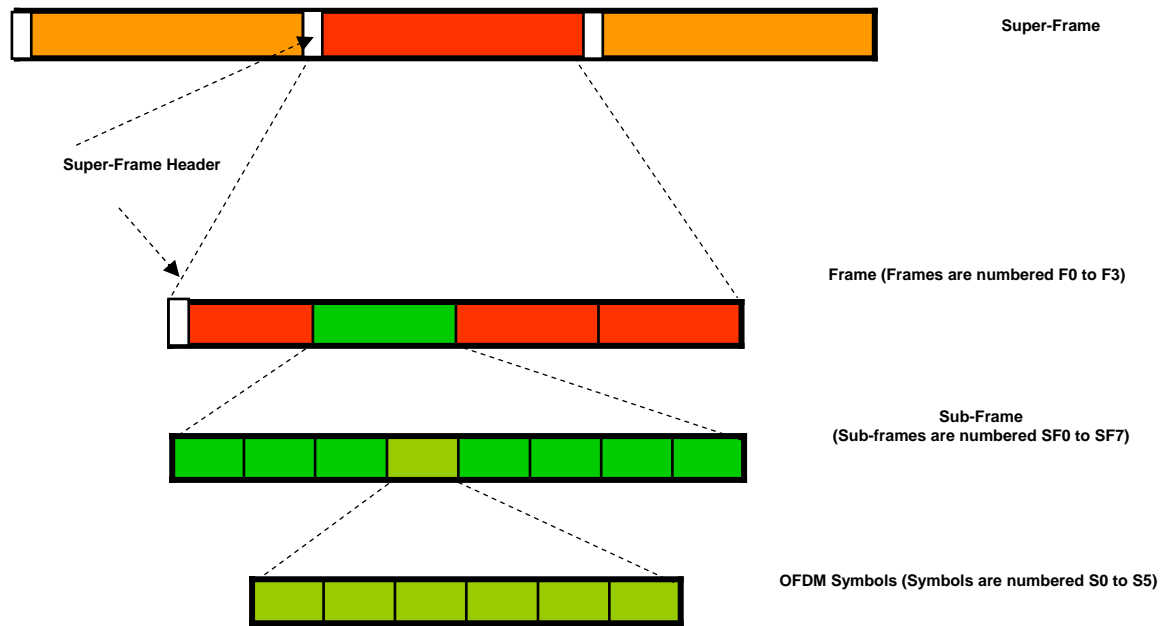 Super-Frame
Super-Frame Header
Frame (Frames are numbered F0 to F3)
Sub-Frame
(Sub-frames are numbered SF0 to SF7)
OFDM Symbols (Symbols are numbered S0 to S5)